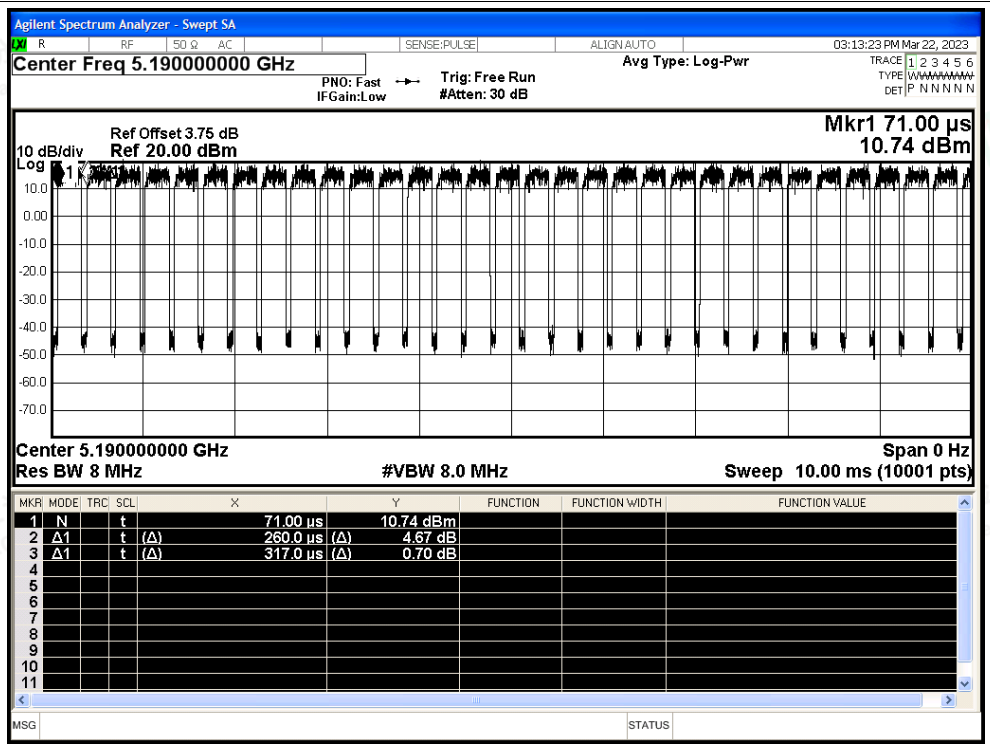 Agilent Spectrum Analyzer - Swept SA
LXI R RF 50 Ω AC SENSE:PULSE ALIGN AUTO 03:13:23 PM Mar 22, 2023
Center Freq 5.190000000 GHz Avg Type: Log-Pwr TRACE 1 2 3 4 5 6
PNO: Fast Trig: Free Run TYPE WWWWWW
IFGain:Low #Atten: 30 dB DET P N N N N N
Mkr1 71.00 µs
Ref Offset 3.75 dB
10 dB/div Ref 20.00 dBm 10.74 dBm
Log
1
10.0
0.00
-10.0
-20.0
-30.0
-40.0
-50.0
-60.0
-70.0
Center 5.190000000 GHz Span 0 Hz
Res BW 8 MHz #VBW 8.0 MHz Sweep 10.00 ms (10001 pts)
MKR MODE TRC SCL X Y FUNCTION FUNCTION WIDTH FUNCTION VALUE
1 N t 71.00 µs 10.74 dBm
2 Δ1 t (Δ) 260.0 µs (Δ) 4.67 dB
3 Δ1 t (Δ) 317.0 µs (Δ) 0.70 dB
4
5
6
7
8
9
10
11
MSG STATUS